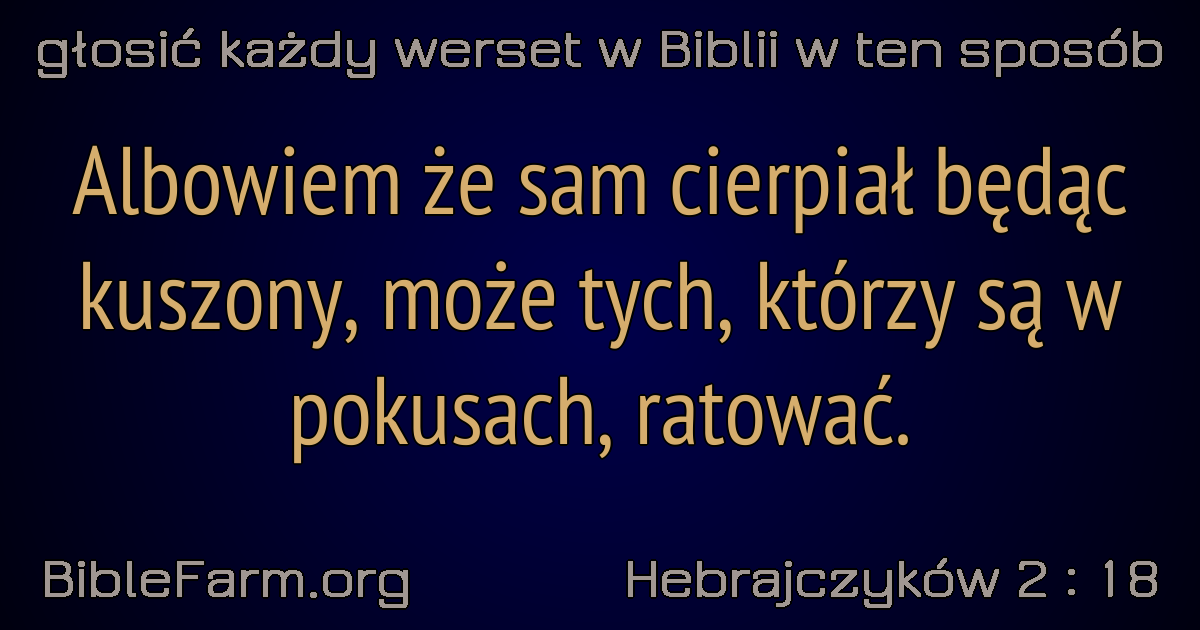 głosić każdy werset w Biblii w ten sposób
Albowiem że sam cierpiał będąc
kuszony, może tych, którzy są w
pokusach, ratować.
BibleFarm.org
Hebrajczyków 2 : 18